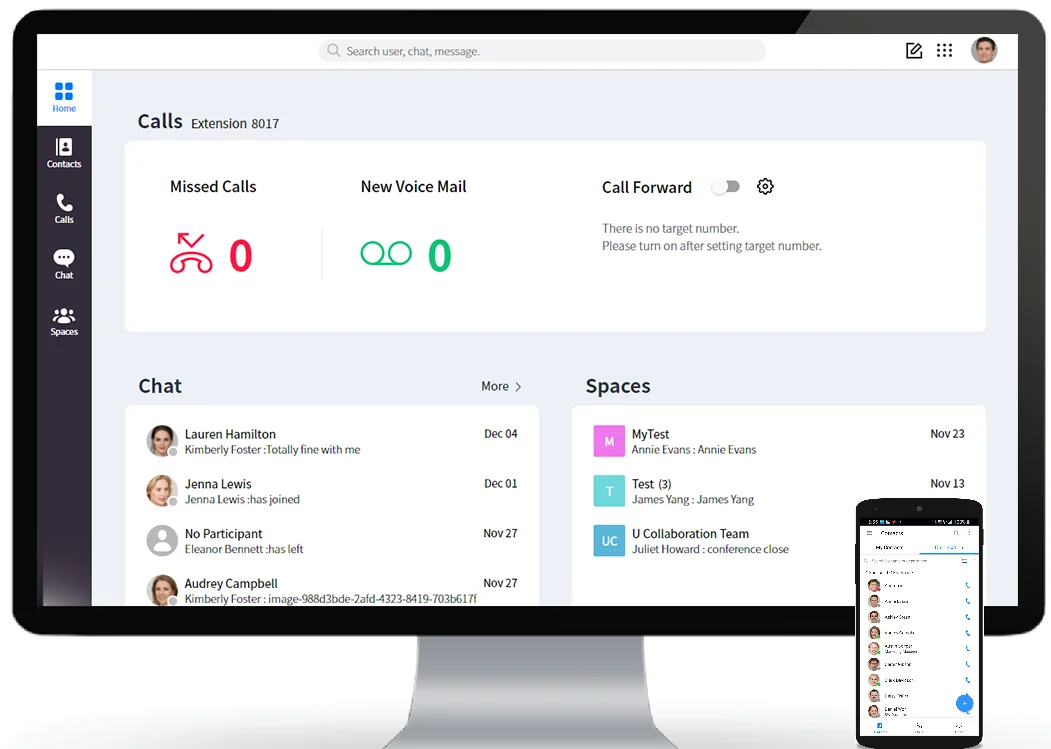 Search user, chat, message.
Home
Contacts
Calls
Chat
Spaces
Calls Extension 8017
Missed Calls
0
New Voice Mail
0
Call Forward
There is no target number.
Please turn on after setting target number.
Chat
More
Lauren Hamilton
Dec 04
Kimberly Foster :Totally fine with me
Jenna Lewis
Dec 01
Jenna Lewis :has joined
No Participant
Nov 27
Eleanor Bennett :has left
Audrey Campbell
Nov 27
Kimberly Foster : image-988d3bde-2afd-4323-8419-703b617f
Spaces
M
MyTest
Nov 23
Annie Evans : Annie Evans
T
Test (3)
Nov 13
James Yang : James Yang
UC
U Collaboration Team
Juliet Howard : conference close
Contacts
My Contacts